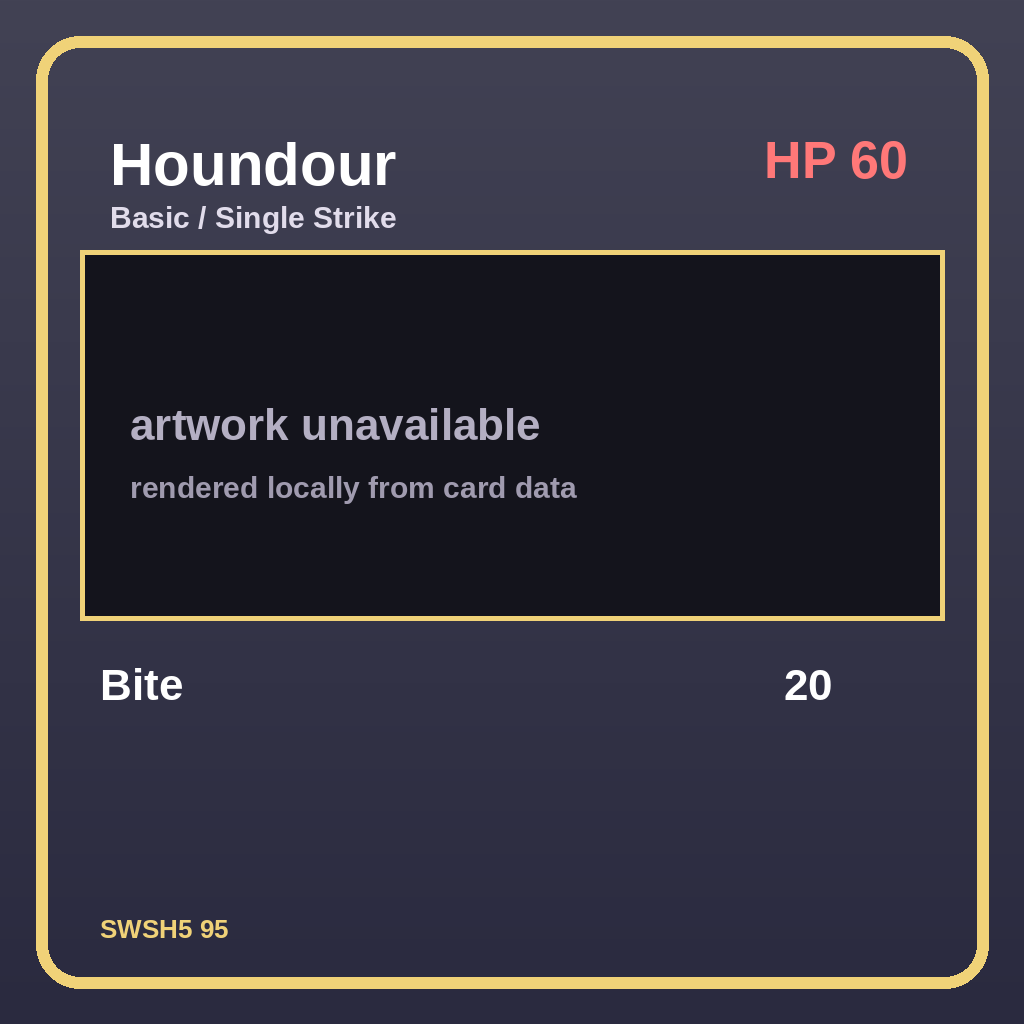 Houndour
HP 60
Basic / Single Strike
artwork unavailable
rendered locally from card data
Bite
20
SWSH5 95